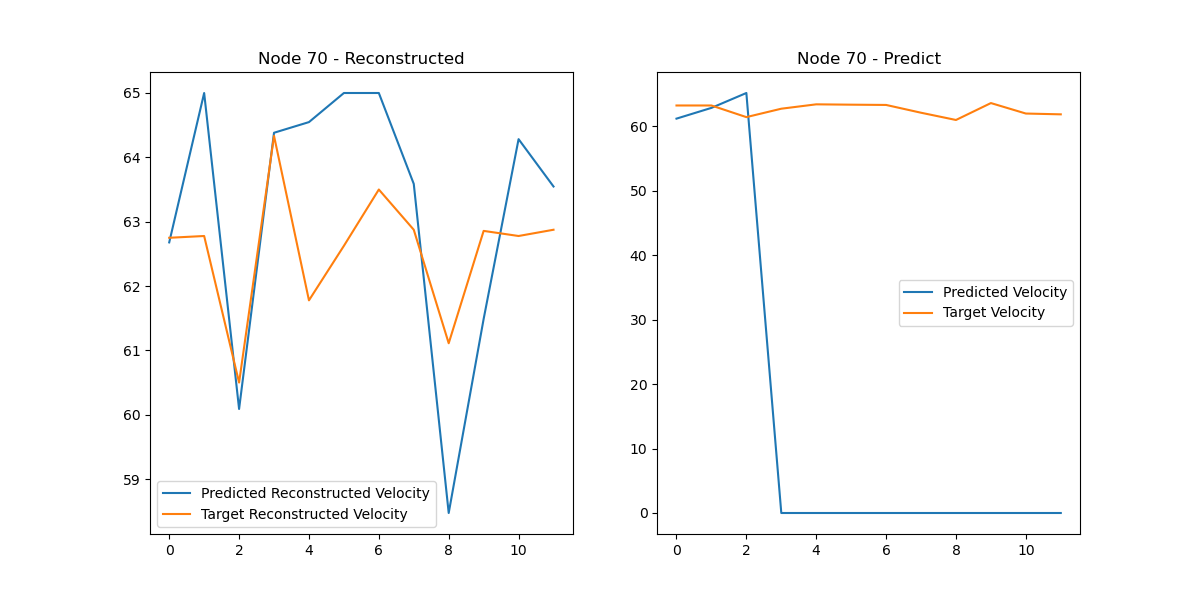 Node 70 - Reconstructed
65
64
63
62
61
60
59
Predicted Reconstructed Velocity
Target Reconstructed Velocity
0 2 4 6 8 10
Node 70 - Predict
60
50
40
30
20
10
0
Predicted Velocity
Target Velocity
0 2 4 6 8 10